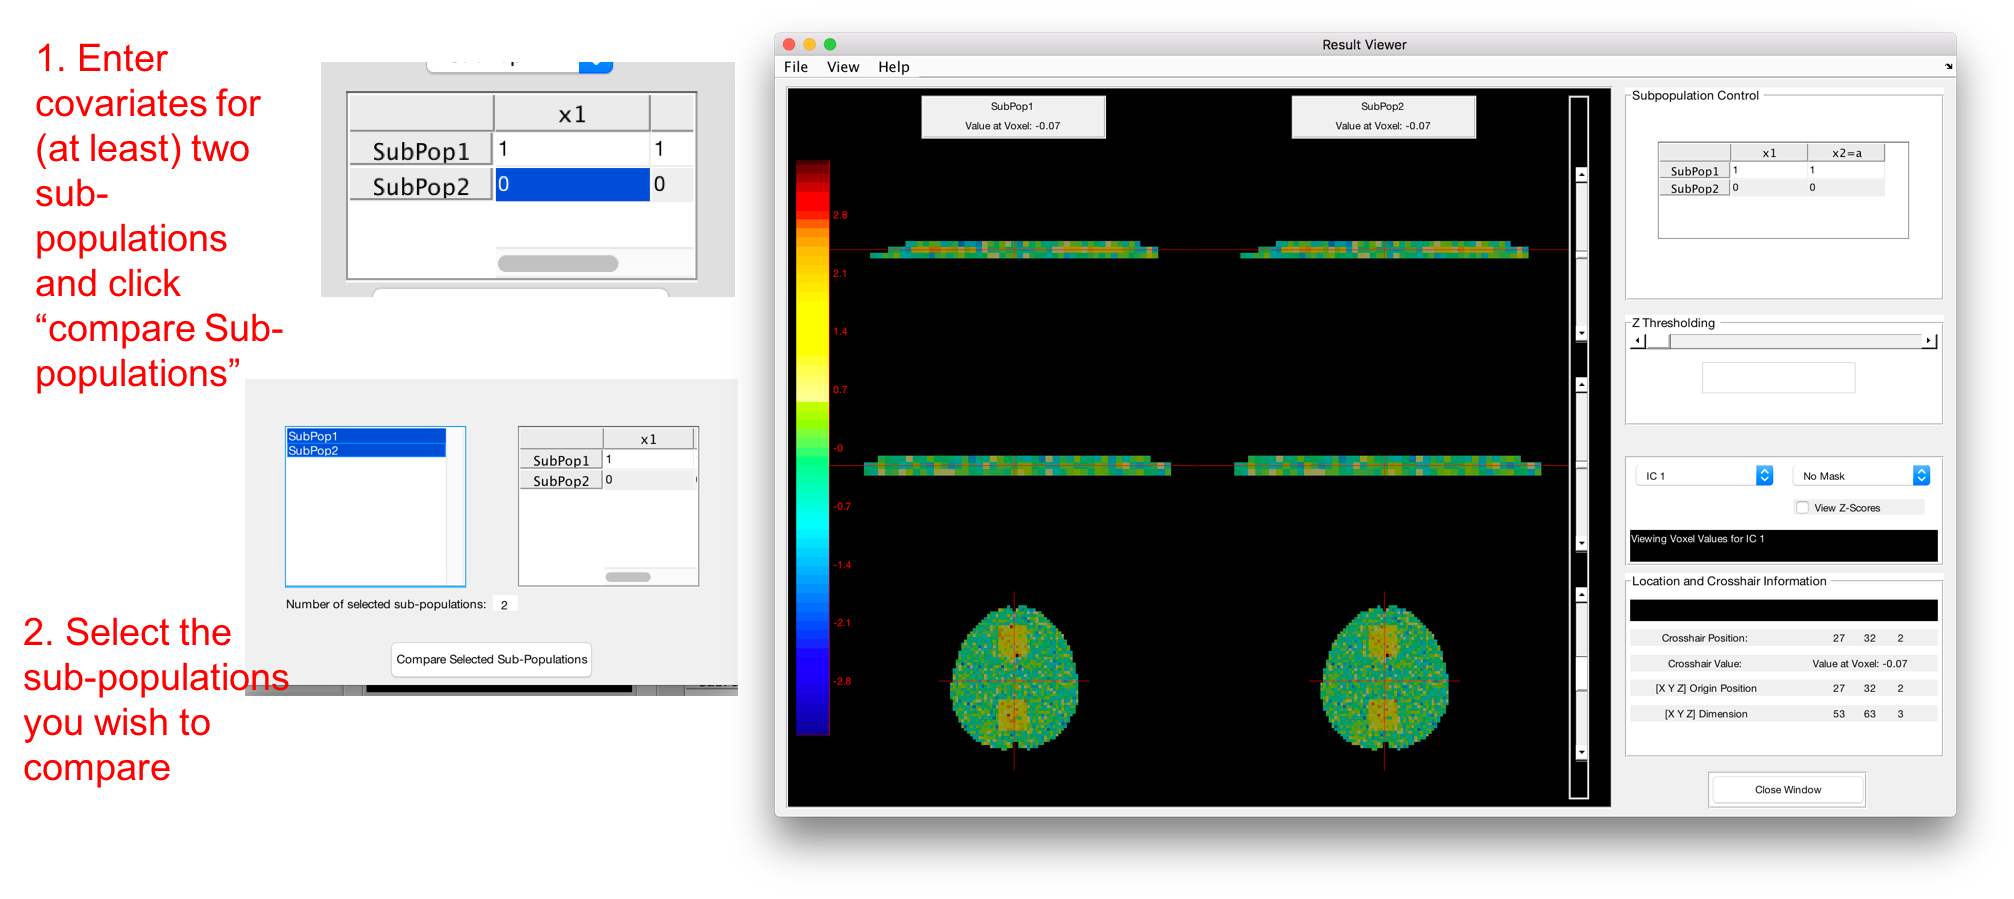 1. Enter
covariates for
(at least) two
sub-
populations
and click
“compare Sub-
populations”
x1
SubPop1 1 1
SubPop2 0 0
SubPop1
SubPop2
x1
SubPop1 1
SubPop2 0
Number of selected sub-populations: 2
Compare Selected Sub-Populations
2. Select the
sub-populations
you wish to
compare
Result Viewer
File View Help
SubPop1
Value at Voxel: -0.07
SubPop2
Value at Voxel: -0.07
2.8
2.1
1.4
0.7
-0
-0.7
-1.4
-2.1
-2.8
Subpopulation Control
x1 x2=a
SubPop1 1 1
SubPop2 0 0
Z Thresholding
IC 1 No Mask
View Z-Scores
Viewing Voxel Values for IC 1
Location and Crosshair Information
Crosshair Position: 27 32 2
Crosshair Value: Value at Voxel: -0.07
[X Y Z] Origin Position 27 32 2
[X Y Z] Dimension 53 63 3
Close Window